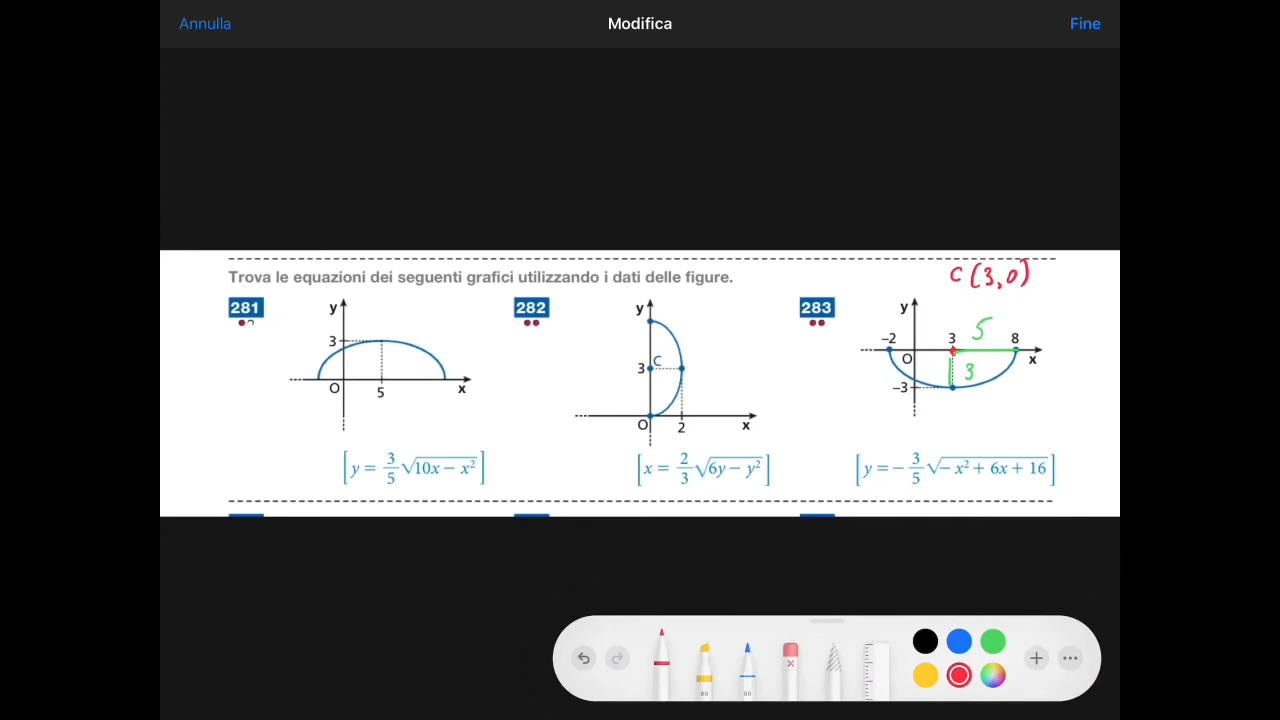 Annulla
Modifica
Fine
Trova le equazioni dei seguenti grafici utilizzando i dati delle figure.
C (3,0)
281
y
3
O
5
x
[y = 3/5 √10x − x²]
282
y
3
C
O
2
x
[x = 2/3 √6y − y²]
283
y
5
−2
3
8
O
x
3
−3
[y = − 3/5 √− x² + 6x + 16]
80
50